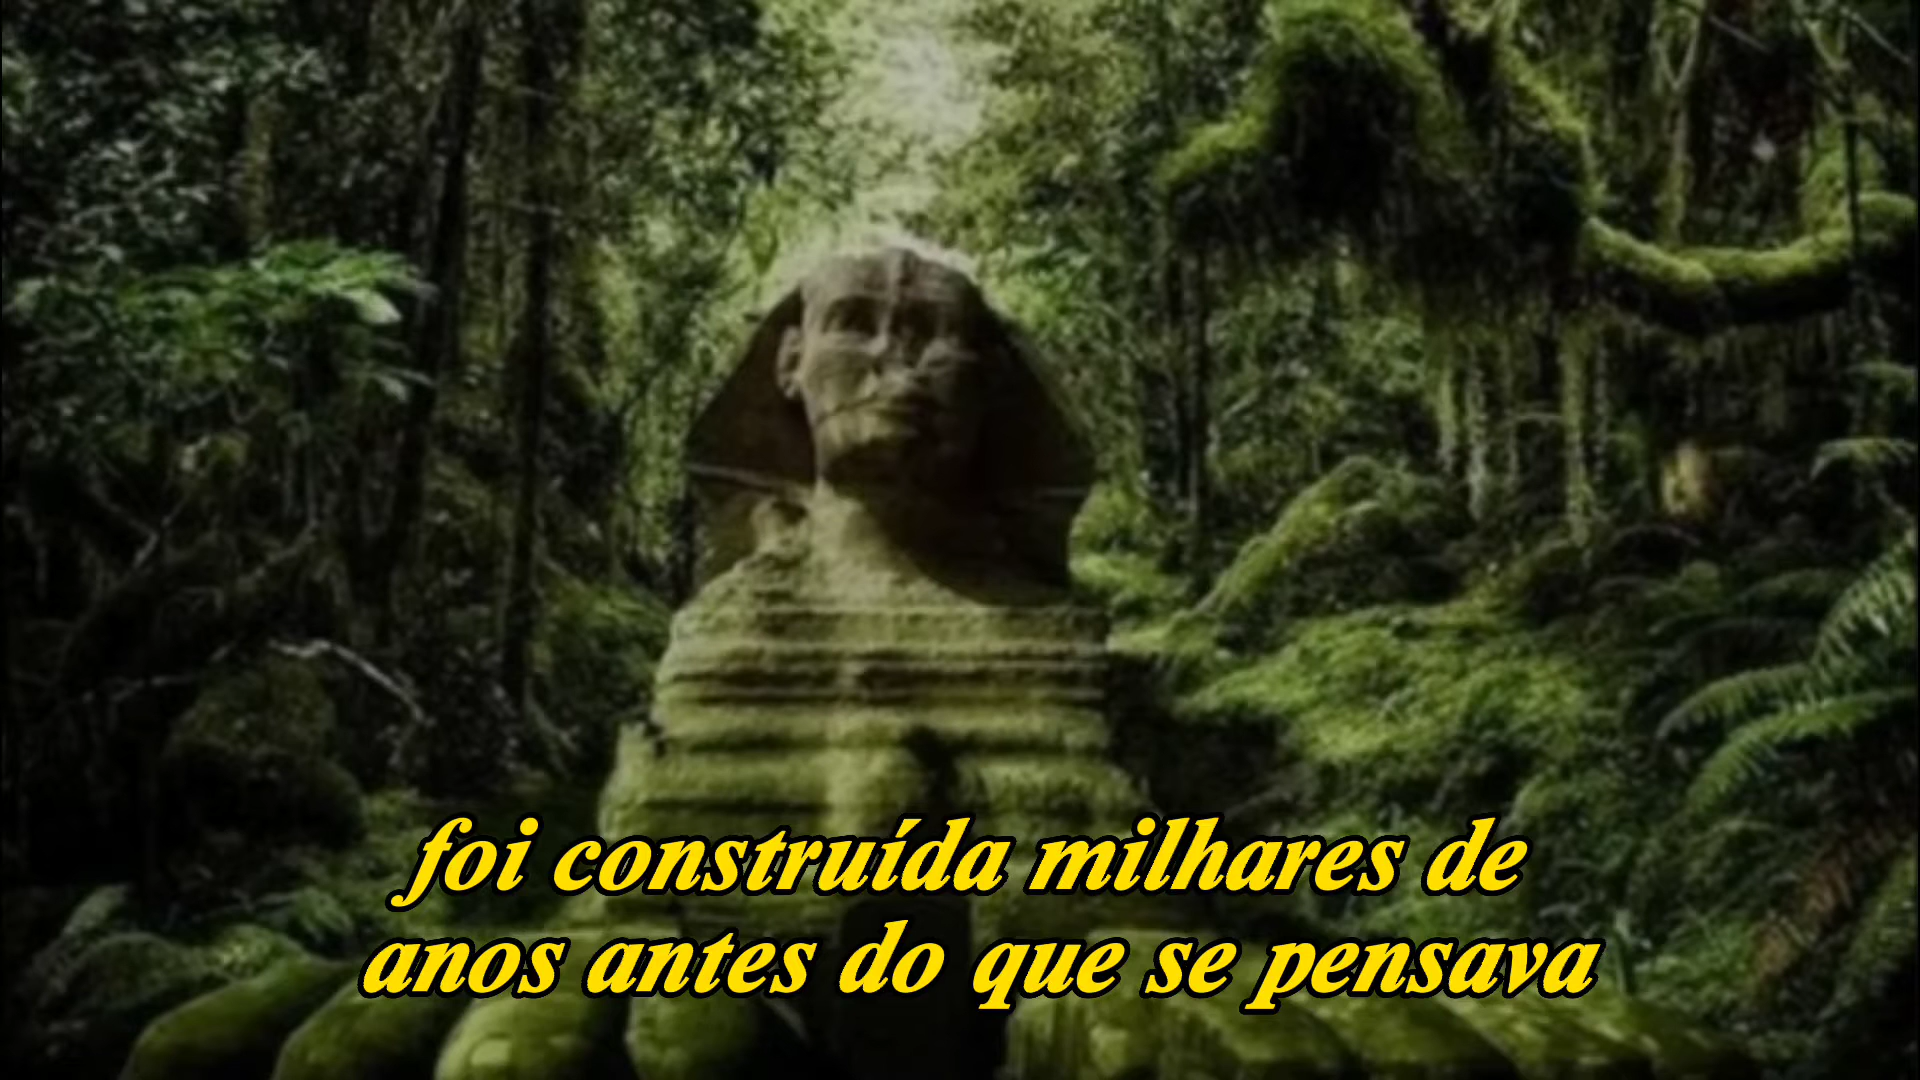 foi construída milhares de
anos antes do que se pensava